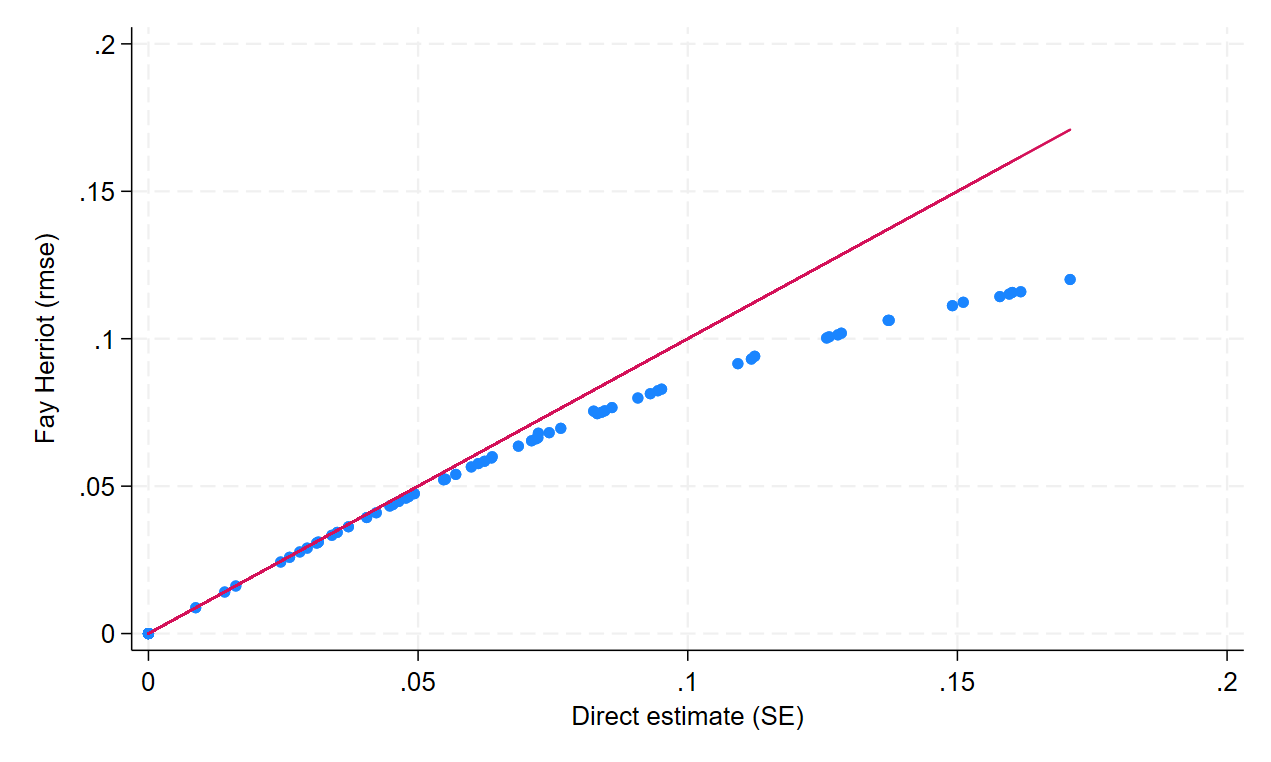 .2
.15
.1
.05
0
Fay Herriot (rmse)
0 .05 .1 .15 .2
Direct estimate (SE)